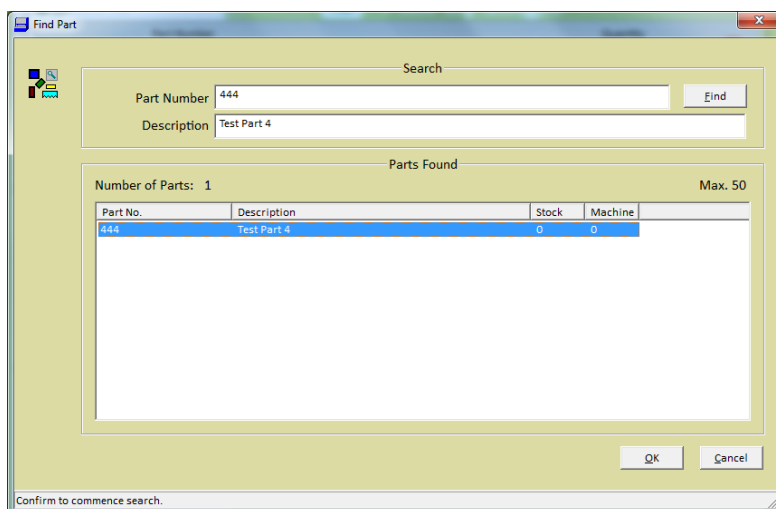 Find Part
Search
Part Number 444 Find
Description Test Part 4
Parts Found
Number of Parts: 1 Max. 50
Part No. Description Stock Machine
444 Test Part 4 0 0
OK Cancel
Confirm to commence search.